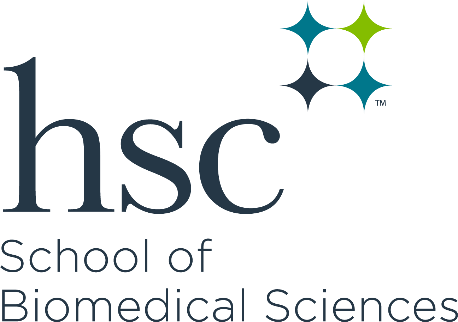 hsc
TM
School of
Biomedical Sciences